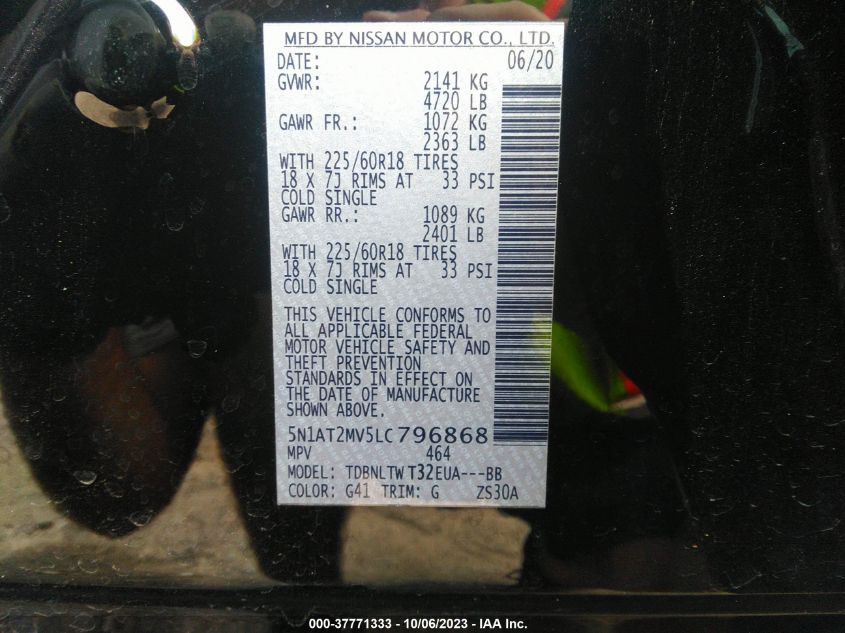 MFD BY NISSAN MOTOR CO., LTD.
DATE: 06/20
GVWR: 2141 KG
4720 LB
GAWR FR.: 1072 KG
2363 LB
WITH 225/60R18 TIRES
18 X 7J RIMS AT 33 PSI
COLD SINGLE
GAWR RR.: 1089 KG
2401 LB
WITH 225/60R18 TIRES
18 X 7J RIMS AT 33 PSI
COLD SINGLE
THIS VEHICLE CONFORMS TO
ALL APPLICABLE FEDERAL
MOTOR VEHICLE SAFETY AND
THEFT PREVENTION
STANDARDS IN EFFECT ON
THE DATE OF MANUFACTURE
SHOWN ABOVE.
5N1AT2MV5LC796868
MPV 464
MODEL: TDBNLTW T32EUA---BB
COLOR: G41 TRIM: G ZS30A
000-37771333 - 10/06/2023 - IAA Inc.